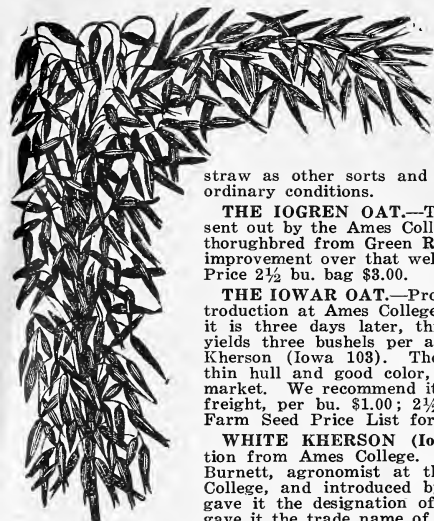 straw as other sorts and
ordinary conditions.
THE IOGREN OAT.—T
sent out by the Ames Coll
thorughbred from Green R
improvement over that wel
Price 2½ bu. bag $3.00.
THE IOWAR OAT.—Pro
troduction at Ames College
it is three days later, thi
yields three bushels per a
Kherson (Iowa 103). The
thin hull and good color,
market. We recommend it
freight, per bu. $1.00; 2½
Farm Seed Price List for
WHITE KHERSON (Io
tion from Ames College.
Burnett, agronomist at th
College, and introduced b
gave it the designation of
gave it the trade name of